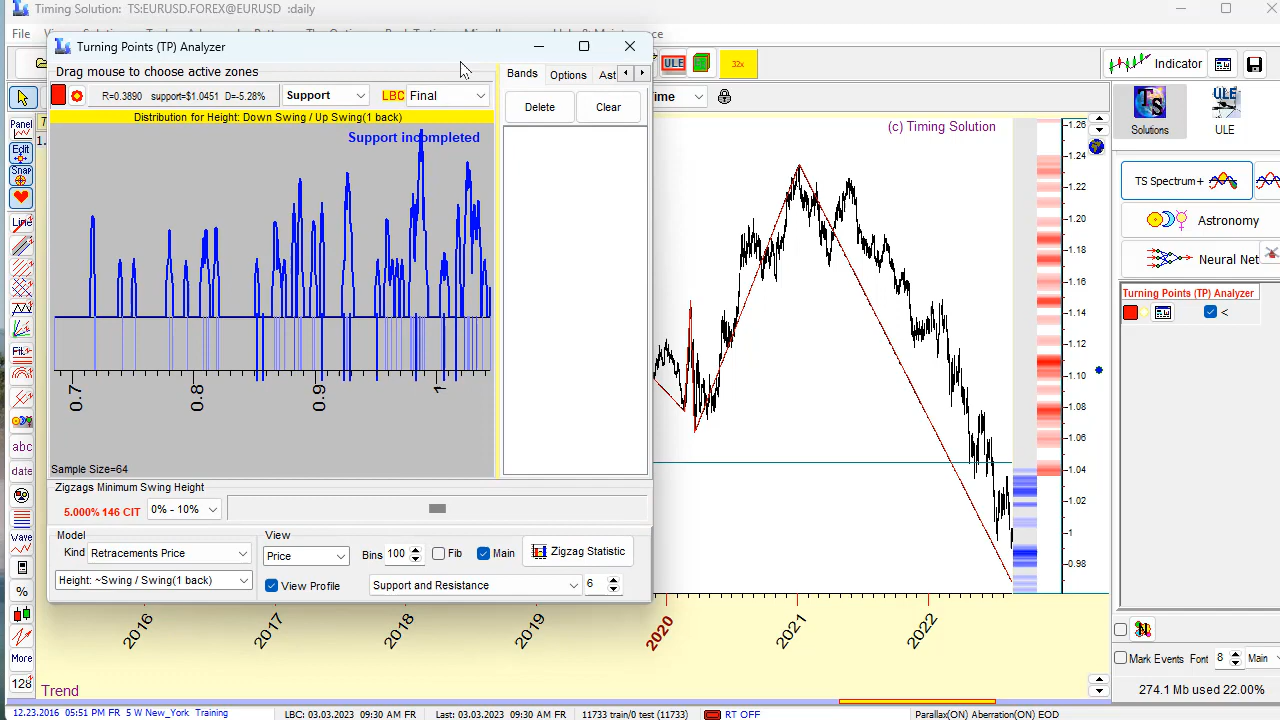 Timing Solution: TS:EURUSD.FOREX@EURUSD :daily
File
Turning Points (TP) Analyzer
Drag mouse to choose active zones
Bands
Options
Ast
R=0.3890 support=$1.0451 D=-5.28%
Support
LBC
Final
Delete
Clear
Distribution for Height: Down Swing / Up Swing(1 back)
Support incompleted
0.7
0.8
0.9
1
Sample Size=64
Zigzags Minimum Swing Height
5.000% 146 CIT
0% - 10%
Model
Kind
Retracements Price
Height: ~Swing / Swing(1 back)
View
Price
Bins
100
Fib
Main
Zigzag Statistic
View Profile
Support and Resistance
6
ULE
32x
Indicator
Solutions
ULE
TS Spectrum+
Astronomy
Neural Net
Turning Points (TP) Analyzer
<
Mark Events
Font
8
Main
274.1 Mb used 22.00%
(c) Timing Solution
1.26
1.24
1.22
1.20
1.18
1.16
1.14
1.12
1.10
1.08
1.06
1.04
1.02
1
0.98
Panel
Edit
Snap
Line
Fil
abc
date
Wave
%
More
128
2016
2017
2018
2019
2020
2021
2022
Trend
12.23.2016 05:51 PM FR 5 W New_York. Training
LBC: 03.03.2023 09:30 AM FR
Last: 03.03.2023 09:30 AM FR
11733 train/0 test (11733)
RT OFF
Parallax(ON) Aberration(ON) EOD